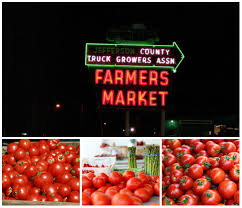 JEFFERSON COUNTY
TRUCK GROWERS ASSN
FARMERS
MARKET